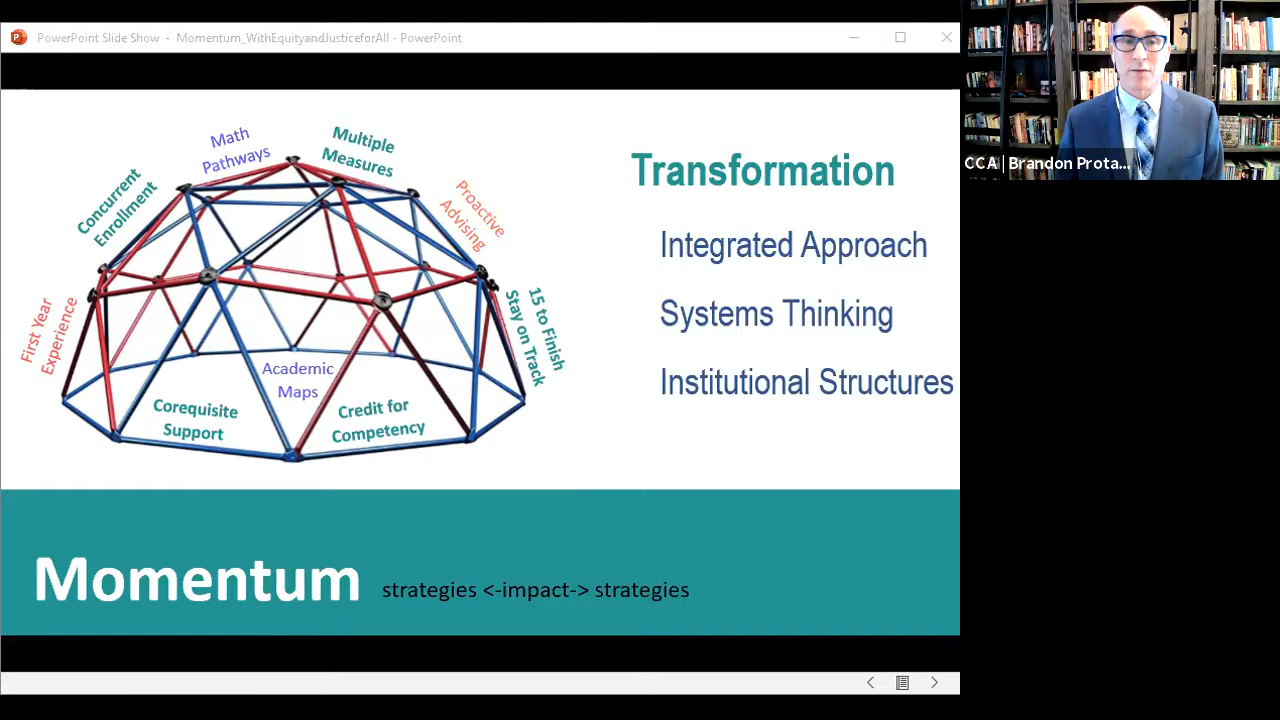 PowerPoint Slide Show - Momentum_WithEquityandJusticeforAll - PowerPoint
CCA | Brandon Prota...
Math
Pathways
Multiple
Measures
Concurrent
Enrollment
Proactive
Advising
First Year
Experience
15 to Finish
Stay on Track
Academic
Maps
Corequisite
Support
Credit for
Competency
Transformation
Integrated Approach
Systems Thinking
Institutional Structures
Momentum strategies <-impact-> strategies